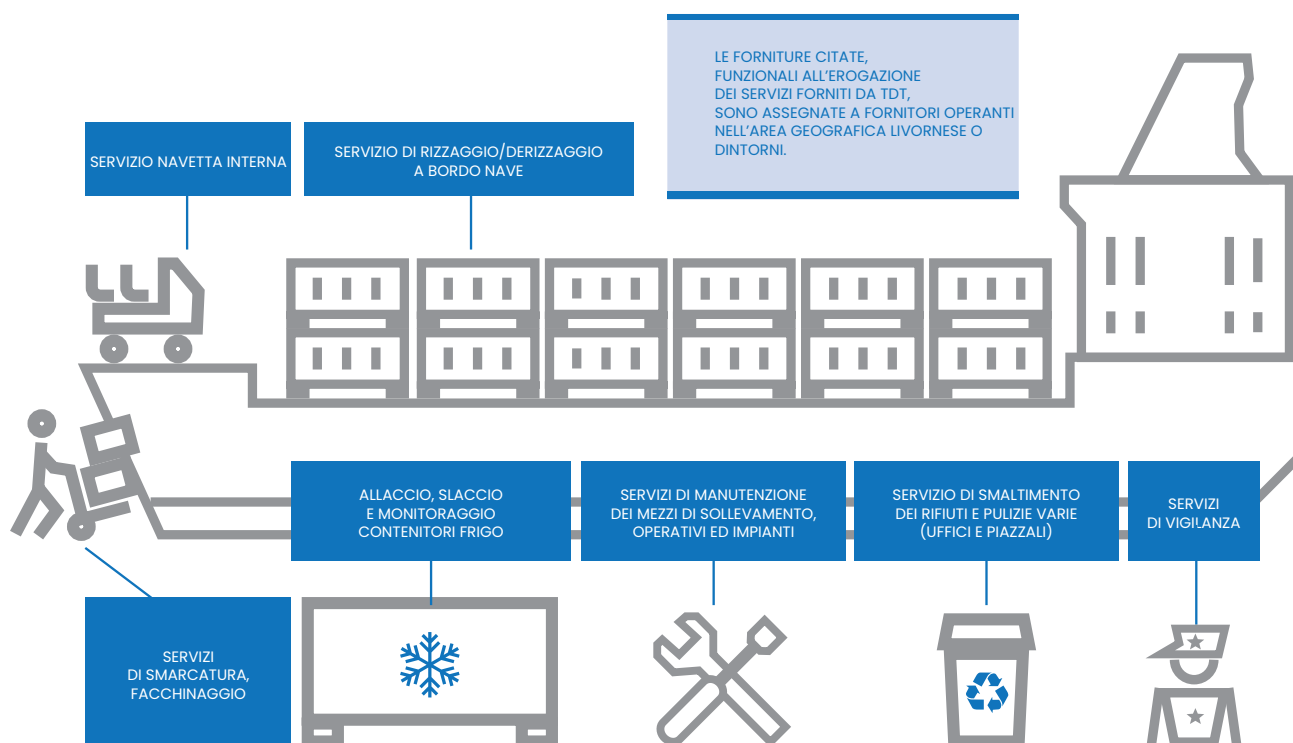 LE FORNITURE CITATE,
FUNZIONALI ALL'EROGAZIONE
DEI SERVIZI FORNITI DA TDT,
SONO ASSEGNATE A FORNITORI OPERANTI
NELL'AREA GEOGRAFICA LIVORNESE O
DINTORNI.
SERVIZIO NAVETTA INTERNA
SERVIZIO DI RIZZAGGIO/DERIZZAGGIO
A BORDO NAVE
ALLACCIO, SLACCIO
E MONITORAGGIO
CONTENITORI FRIGO
SERVIZI DI MANUTENZIONE
DEI MEZZI DI SOLLEVAMENTO,
OPERATIVI ED IMPIANTI
SERVIZIO DI SMALTIMENTO
DEI RIFIUTI E PULIZIE VARIE
(UFFICI E PIAZZALI)
SERVIZI
DI VIGILANZA
SERVIZI
DI SMARCATURA,
FACCHINAGGIO